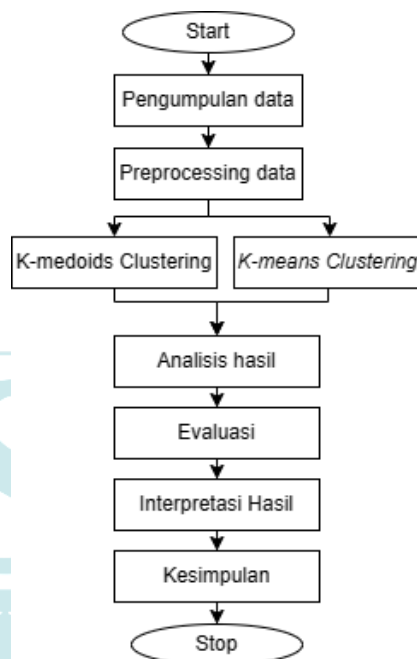 Start
Pengumpulan data
Preprocessing data
K-medoids Clustering
K-means Clustering
Analisis hasil
Evaluasi
Interpretasi Hasil
Kesimpulan
Stop